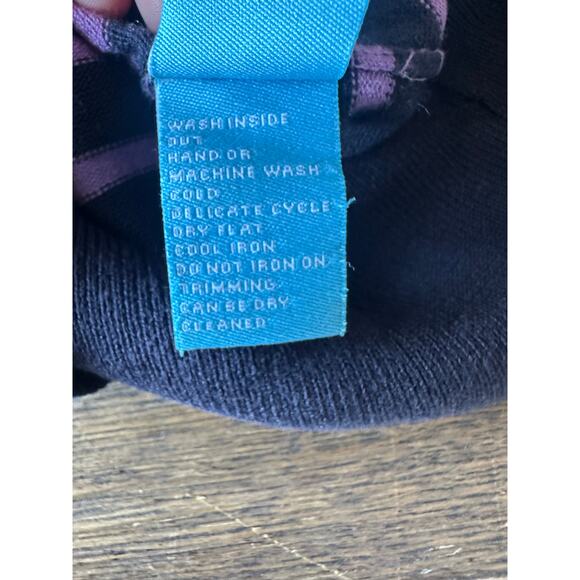 WASH INSIDE
OUT
HAND OR
MACHINE WASH
COLD
DELICATE CYCLE
DRY FLAT
COOL IRON
DO NOT IRON ON
TRIMMING
CAN BE DRY
CLEANED